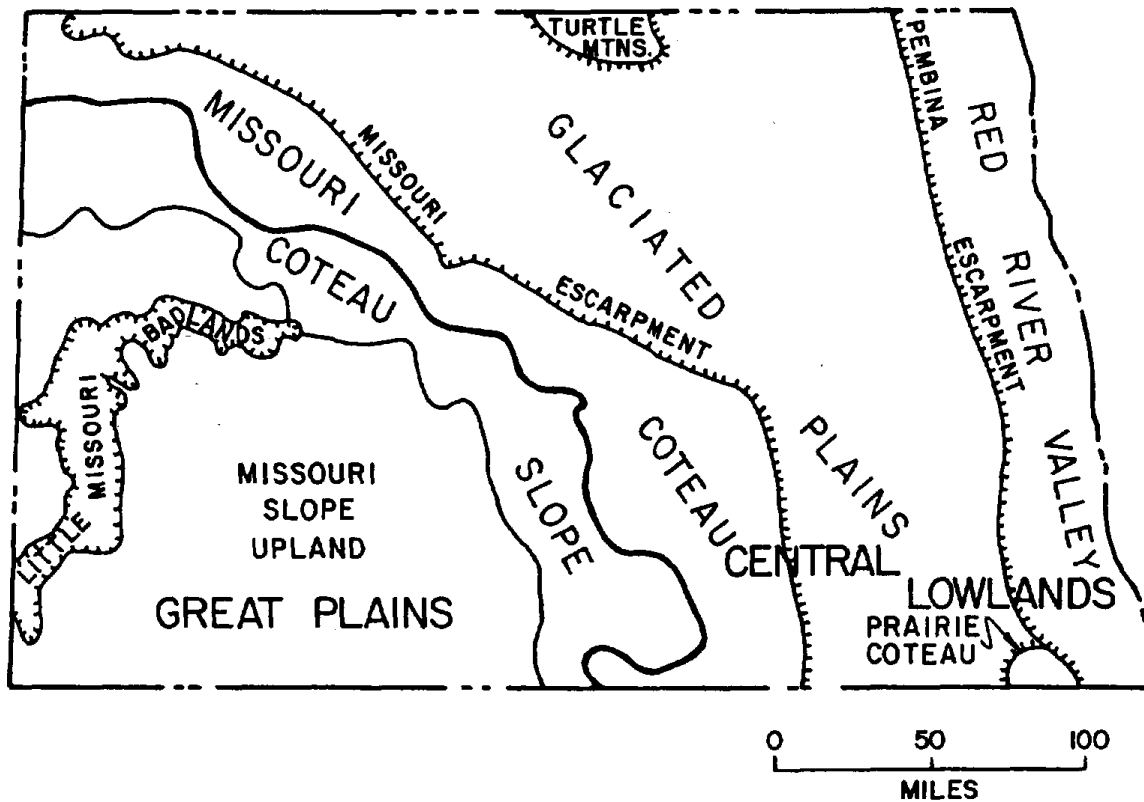 TURTLE
MTNS.
PEMBINA
ESCARPMENT
RED
RIVER
VALLEY
MISSOURI
COTEAU
MISSOURI
ESCARPMENT
GLACIATED
PLAINS
COTEAU
SLOPE
LITTLE
MISSOURI
BADLANDS
MISSOURI
SLOPE
UPLAND
GREAT PLAINS
CENTRAL
LOWLANDS
PRAIRIE
COTEAU
0 50 100
MILES